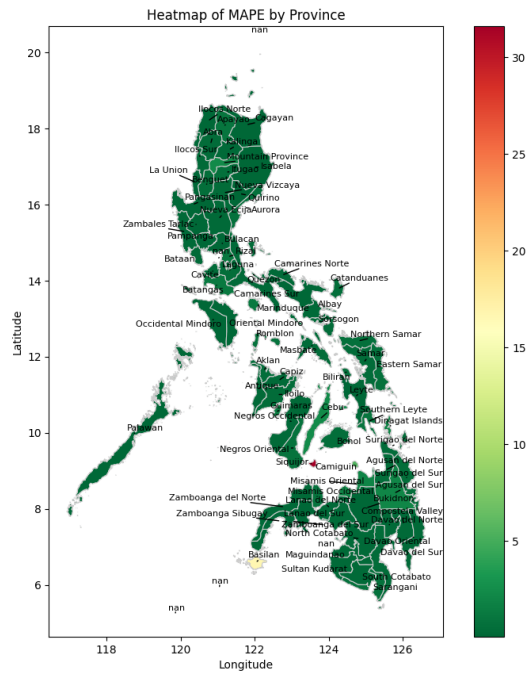 Heatmap of MAPE by Province
nan
Ilocos Norte
Apayao
Cagayan
Abra
Kalinga
Ilocos Sur
Mountain Province
Ifugao
Isabela
La Union
Benguet
Nueva Vizcaya
Pangasinan
Quirino
Nueva Ecija
Aurora
Zambales
Tarlac
Pampanga
Bulacan
nan
Rizal
Bataan
Laguna
Camarines Norte
Cavite
Quezon
Catanduanes
Batangas
Camarines Sur
Albay
Marinduque
Sorsogon
Occidental Mindoro
Oriental Mindoro
Romblon
Northern Samar
Masbate
Samar
Aklan
Eastern Samar
Capiz
Biliran
Antique
Iloilo
Leyte
Guimaras
Cebu
Southern Leyte
Negros Occidental
Dinagat Islands
Palawan
Bohol
Surigao del Norte
Negros Oriental
Siquijor
Camiguin
Agusan del Norte
Surigao del Sur
Misamis Oriental
Agusan del Sur
Misamis Occidental
Zamboanga del Norte
Lanao del Norte
Bukidnon
Zamboanga Sibugay
Lanao del Sur
Compostela Valley
Davao del Norte
Zamboanga del Sur
North Cotabato
nan
Davao Oriental
Basilan
Maguindanao
Davao del Sur
Sultan Kudarat
South Cotabato
Sarangani
nan
nan
Latitude
20
18
16
14
12
10
8
6
118
120
122
124
126
Longitude
30
25
20
15
10
5